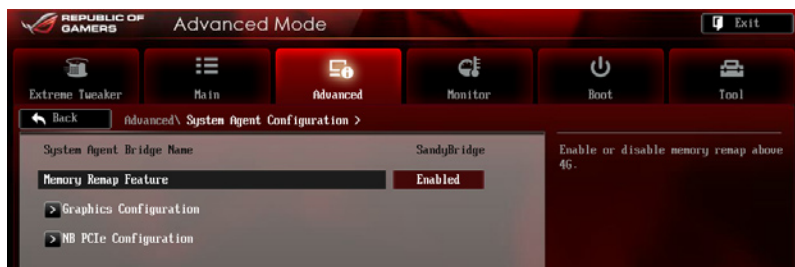 REPUBLIC OF
GAMERS
Advanced Mode
Exit
Extreme Tweaker
Main
Advanced
Monitor
Boot
Tool
Back
Advanced\ System Agent Configuration >
System Agent Bridge Name
SandyBridge
Memory Remap Feature
Enabled
> Graphics Configuration
> NB PCIe Configuration
Enable or disable memory remap above
4G.